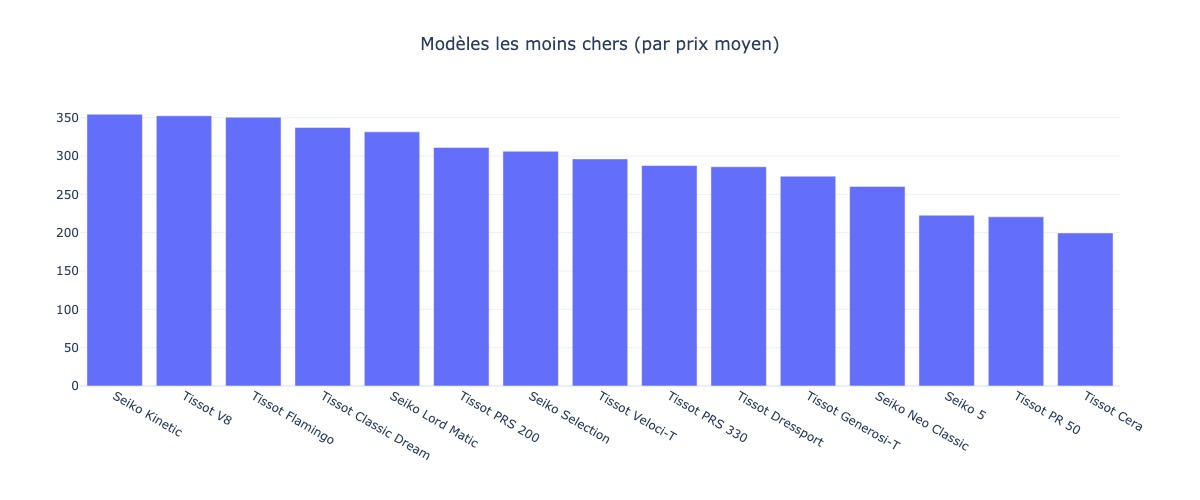 Modèles les moins chers (par prix moyen)
350
300
250
200
150
100
50
0
Seiko Kinetic
Tissot V8
Tissot Flamingo
Tissot Classic Dream
Seiko Lord Matic
Tissot PRS 200
Seiko Selection
Tissot Veloci-T
Tissot PRS 330
Tissot Dressport
Tissot Generosi-T
Seiko Neo Classic
Seiko 5
Tissot PR 50
Tissot Cera